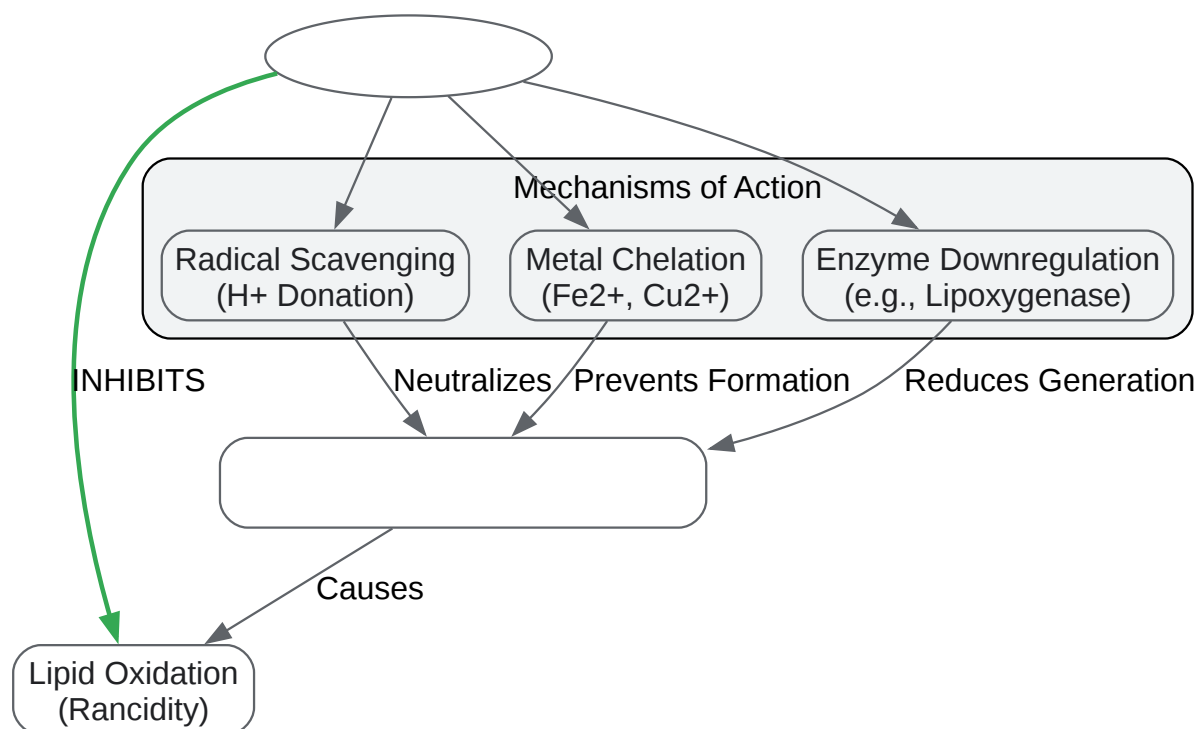 Mechanisms of Action
Radical Scavenging
(H+ Donation)
Metal Chelation
(Fe2+, Cu2+)
Enzyme Downregulation
(e.g., Lipoxygenase)
INHIBITS
Neutralizes
Prevents Formation
Reduces Generation
Causes
Lipid Oxidation
(Rancidity)